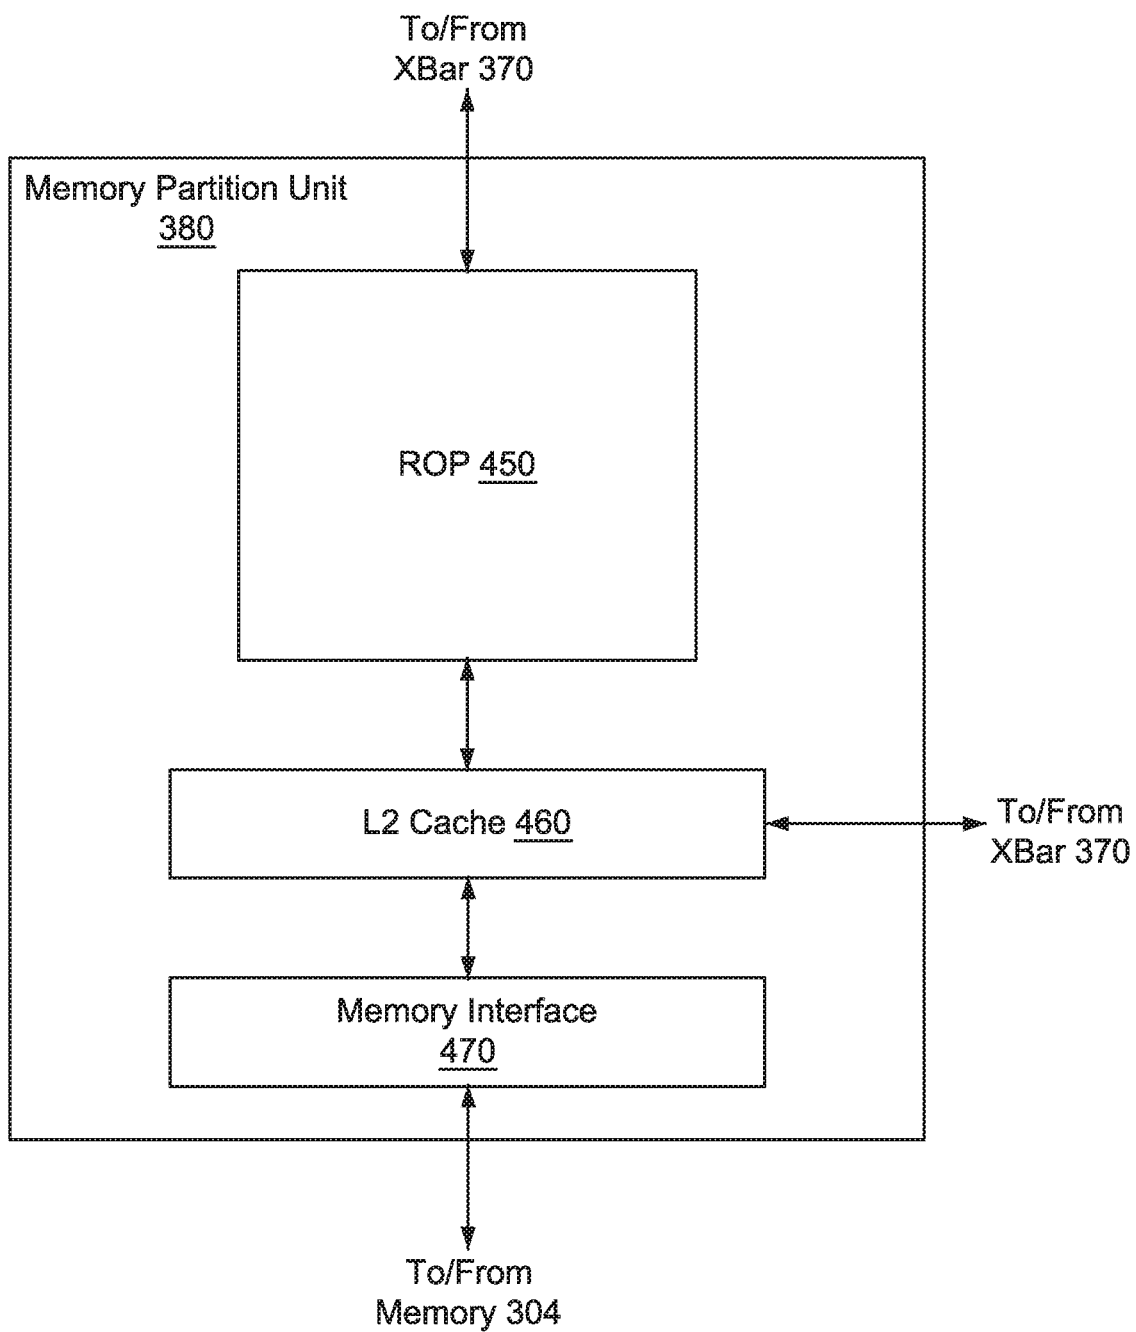 To/From
XBar 370
Memory Partition Unit
380
ROP 450
L2 Cache 460
To/From
XBar 370
Memory Interface
470
To/From
Memory 304